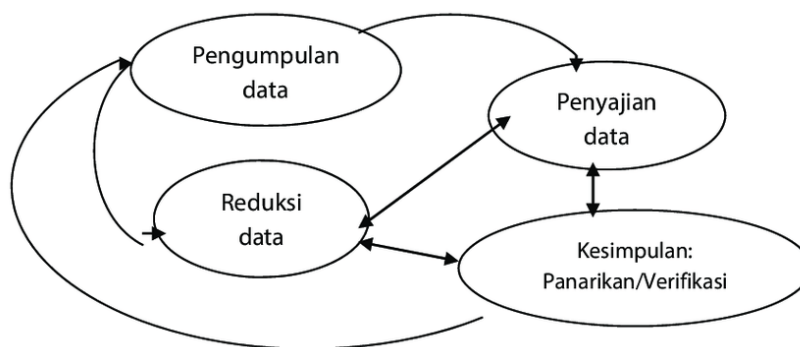 Pengumpulan
data
Penyajian
data
Reduksi
data
Kesimpulan:
Panarikan/Verifikasi